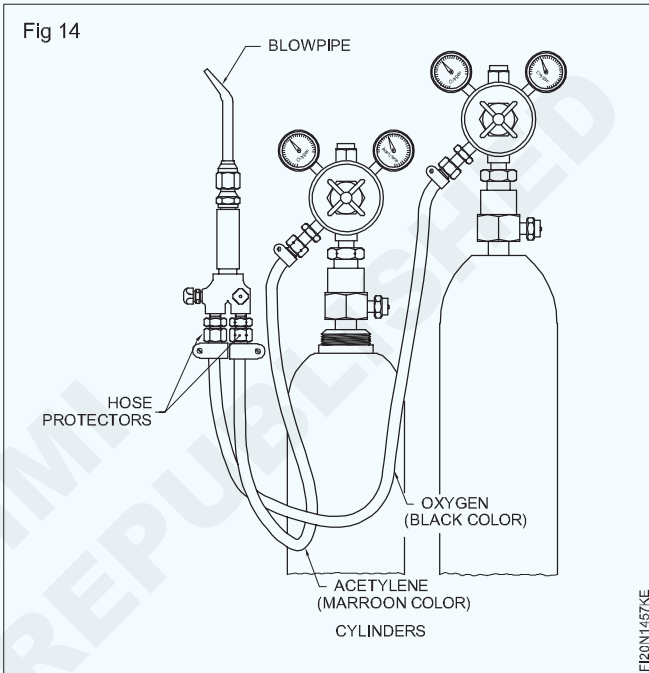 Fig 14
BLOWPIPE
HOSE
PROTECTORS
OXYGEN
(BLACK COLOR)
ACETYLENE
(MARROON COLOR)
CYLINDERS
FI20N1457KE